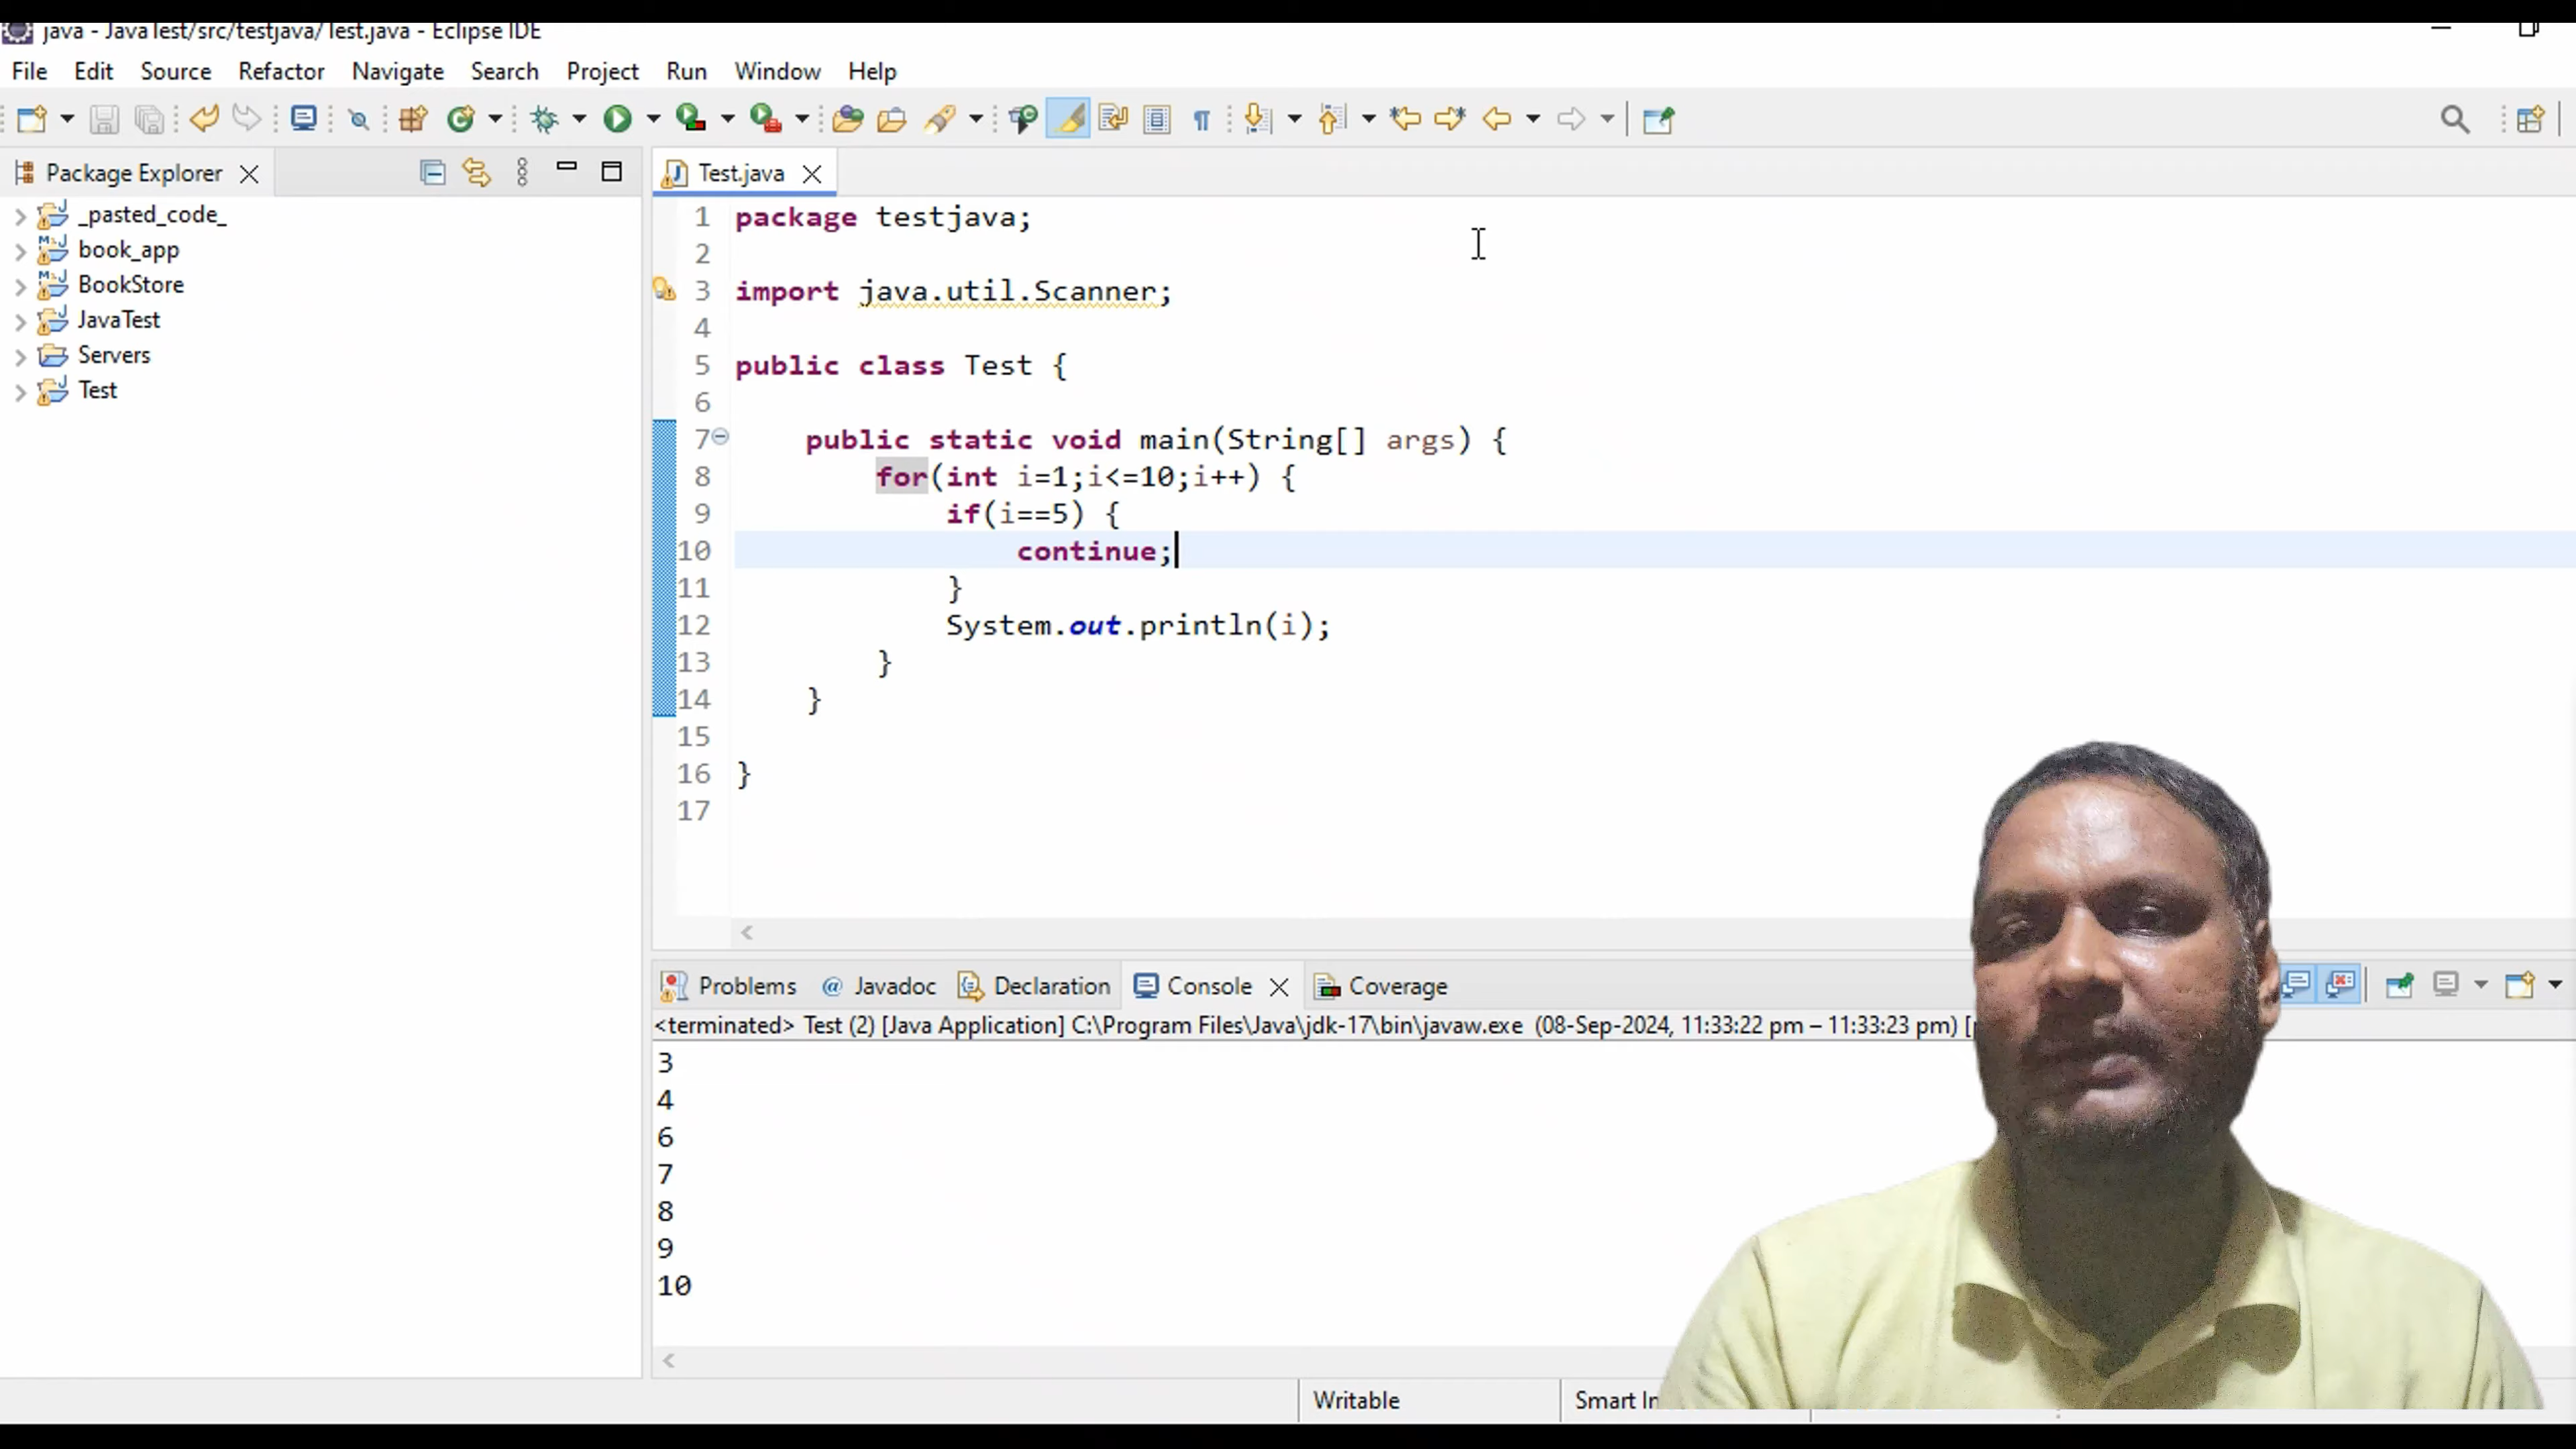 java - JavaTest/src/testjava/Test.java - Eclipse IDE
File Edit Source Refactor Navigate Search Project Run Window Help
Package Explorer
_pasted_code_
book_app
BookStore
JavaTest
Servers
Test
Test.java
1 package testjava;
2
3 import java.util.Scanner;
4
5 public class Test {
6
7 public static void main(String[] args) {
8 for(int i=1;i<=10;i++) {
9 if(i==5) {
10 continue;
11 }
12 System.out.println(i);
13 }
14 }
15
16 }
17
Problems @ Javadoc Declaration Console Coverage
<terminated> Test (2) [Java Application] C:\Program Files\Java\jdk-17\bin\javaw.exe (08-Sep-2024, 11:33:22 pm – 11:33:23 pm) [
3
4
6
7
8
9
10
Writable Smart In